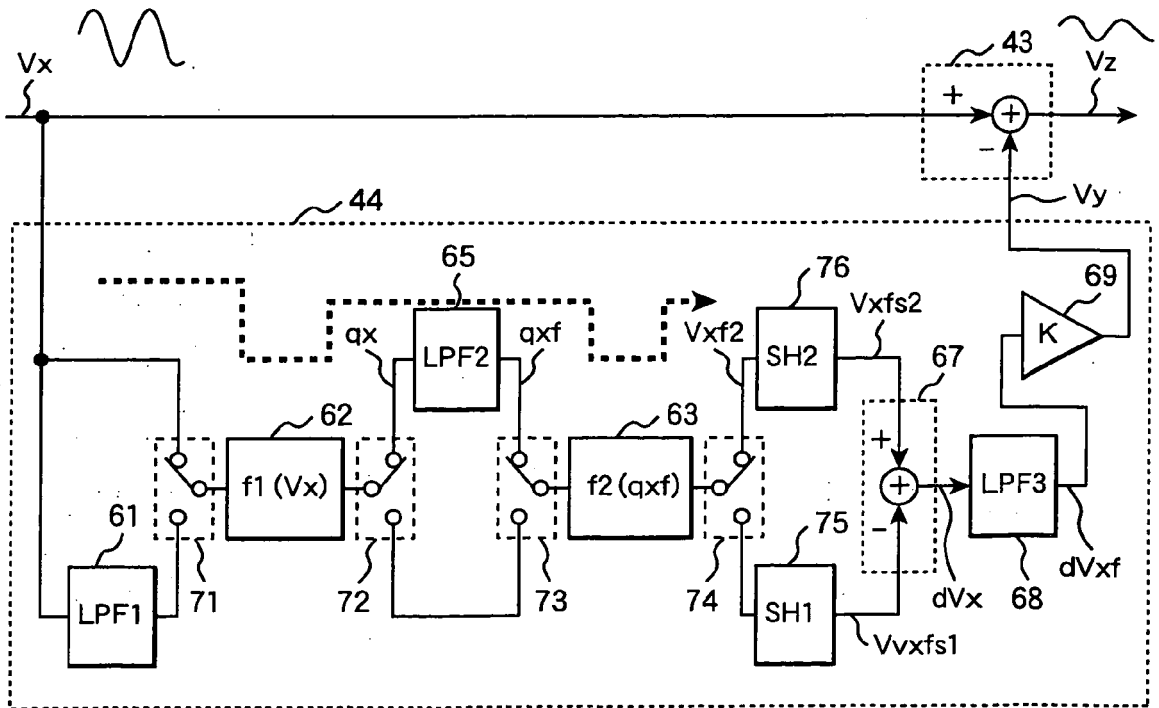 43
Vx
Vz
+
+
−
44
Vy
65
76
69
qx
qxf
Vxf2
Vxfs2
K
LPF2
SH2
67
62
63
+
f1 (Vx)
f2 (qxf)
+
LPF3
61
75
−
71
72
73
74
dVx
68
dVxf
LPF1
SH1
Vvxfs1